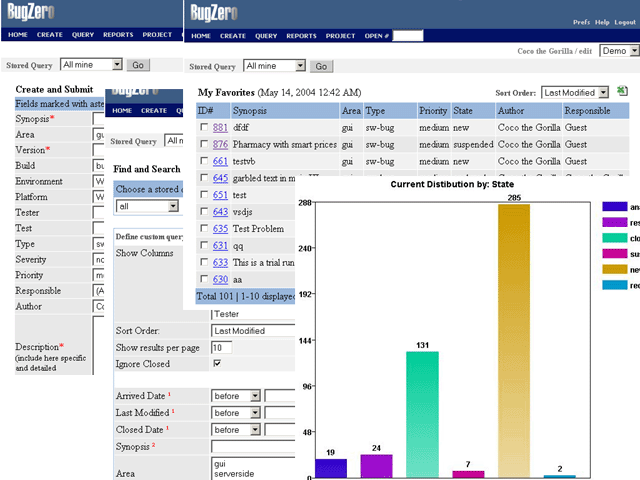 BugZero
BugZero
Prefs Help Logout
HOME CREATE QUERY REPORTS PROJECT
HOME CREATE QUERY REPORTS PROJECT OPEN #
Coco the Gorilla / edit Demo
Stored Query All mine Go
Stored Query All mine Go
Create and Submit
Fields marked with aste
Synopsis*
Area gu
Version*
Build bu
Environment W
Platform W
Tester
Test
Type sw
Severity no
Priority me
Responsible (A
Author Co
Description*
(include here specific
and detailed
HOME CREATE
Stored Query All m
Find and Search
Choose a stored
all
Define custom query
Show Columns
Tester
Sort Order: Last Modified
Show results per page 10
Ignore Closed
Arrived Date 1 before
Last Modified 1 before
Closed Date 1 before
Synopsis 2
Area gui
serverside
My Favorites (May 14, 2004 12:42 AM) Sort Order: Last Modified
ID# Synopsis Area Type Priority State Author Responsible
881 dfdf gui sw-bug medium new Coco the Gorilla Guest
876 Pharmacy with smart prices gui sw-bug medium suspended Coco the Gorilla Guest
661 testvb gui sw-bug medium new Coco the Gorilla Guest
645 garbled text in m
651 test
643 vsdjs
635 Test Problem
631 qq
633 This is a trial run
630 aa
Total 101 | 1-10 displayed
Current Distibution by: State
288
192
144
96
48
0
19
24
131
7
285
2
ana
res
clo
sus
new
rec